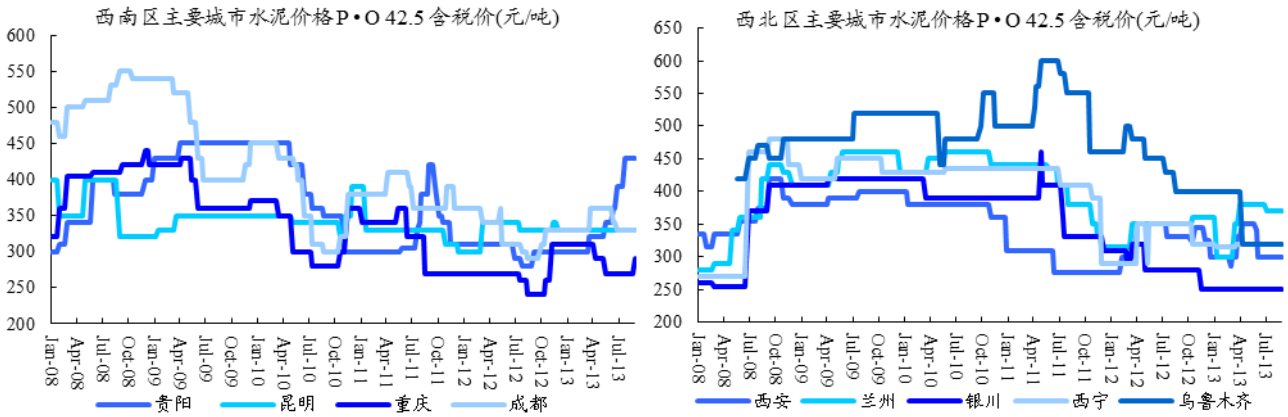 西南区主要城市水泥价格P•O 42.5 含税价(元/吨)
600
550
500
450
400
350
300
250
200
Jan-08
Apr-08
Jul-08
Oct-08
Jan-09
Apr-09
Jul-09
Oct-09
Jan-10
Apr-10
Jul-10
Oct-10
Jan-11
Apr-11
Jul-11
Oct-11
Jan-12
Apr-12
Jul-12
Oct-12
Jan-13
Apr-13
Jul-13
贵阳 昆明 重庆 成都
西北区主要城市水泥价格P•O 42.5 含税价(元/吨)
650
600
550
500
450
400
350
300
250
200
Jan-08
Apr-08
Jul-08
Oct-08
Jan-09
Apr-09
Jul-09
Oct-09
Jan-10
Apr-10
Jul-10
Oct-10
Jan-11
Apr-11
Jul-11
Oct-11
Jan-12
Apr-12
Jul-12
Oct-12
Jan-13
Apr-13
Jul-13
西安 兰州 银川 西宁 乌鲁木齐